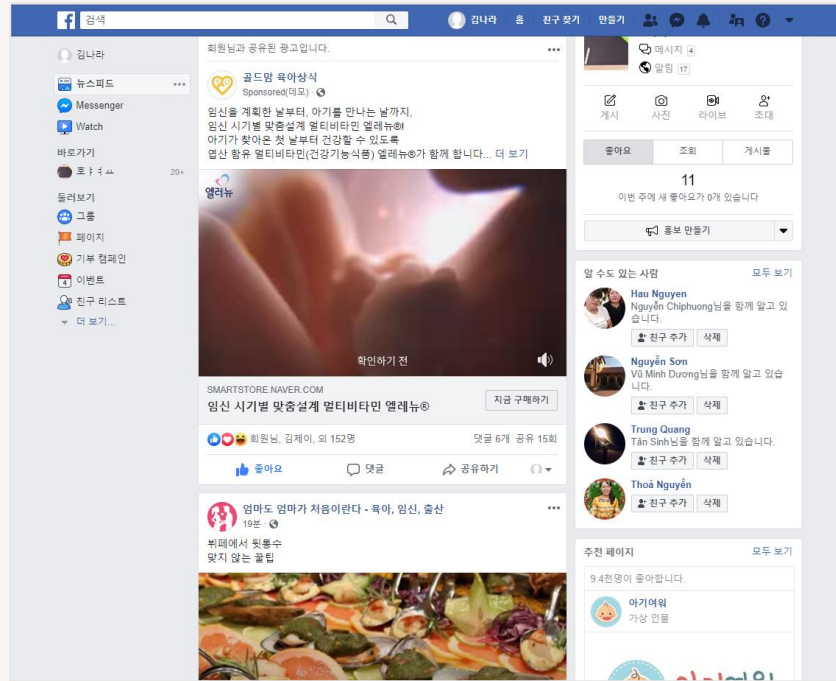 검색
김나라
홈
친구 찾기
만들기
김나라
뉴스피드
Messenger
Watch
바로가기
20+
둘러보기
그룹
페이지
기부 캠페인
4
이벤트
친구 리스트
더 보기...
회원님과 공유된 광고입니다.
골드맘 육아상식
Sponsored(데모) ·
임신을 계획한 날부터, 아기를 만나는 날까지,
임신 시기별 맞춤설계 멀티비타민 엘레뉴®!
아기가 찾아온 첫 날부터 건강할 수 있도록
엽산 함유 멀티비타민(건강기능식품) 엘레뉴®가 함께 합니다... 더 보기
엘레뉴
확인하기 전
SMARTSTORE.NAVER.COM
임신 시기별 맞춤설계 멀티비타민 엘레뉴®
지금 구매하기
회원님, 김제이, 외 152명
댓글 6개 공유 15회
좋아요
댓글
공유하기
엄마도 엄마가 처음이란다 - 육아, 임신, 출산
19분 ·
뷔페에서 뒷통수
맞지 않는 꿀팁
메시지 4
알림 17
게시
사진
라이브
초대
좋아요
조회
게시물
11
이번 주에 새 좋아요가 0개 있습니다
홍보 만들기
알 수도 있는 사람
모두 보기
Hau Nguyen
Nguyễn Chiphuong님을 함께 알고 있
습니다.
친구 추가
삭제
Nguyễn Sơn
Vũ Minh Dương님을 함께 알고 있습
니다.
친구 추가
삭제
Trung Quang
Tân Sinh님을 함께 알고 있습니다.
친구 추가
삭제
Thoả Nguyễn
친구 추가
삭제
추천 페이지
모두 보기
9.4천명이 좋아합니다.
아기여워
가상 인물